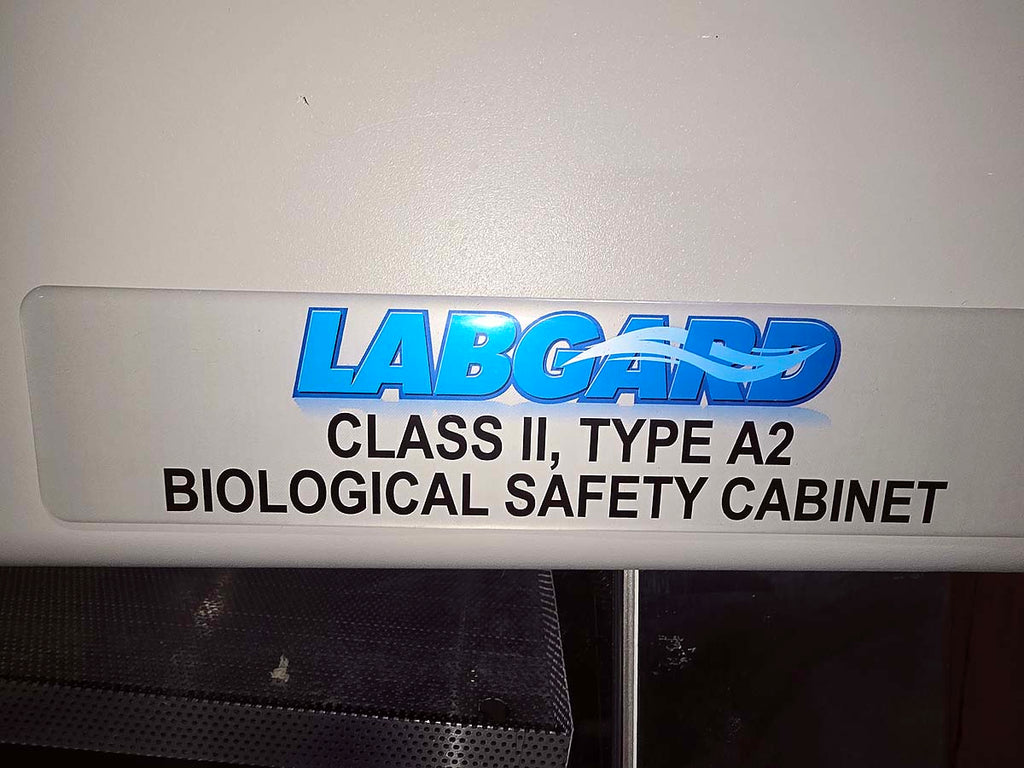 LABGARD
CLASS II, TYPE A2
BIOLOGICAL SAFETY CABINET